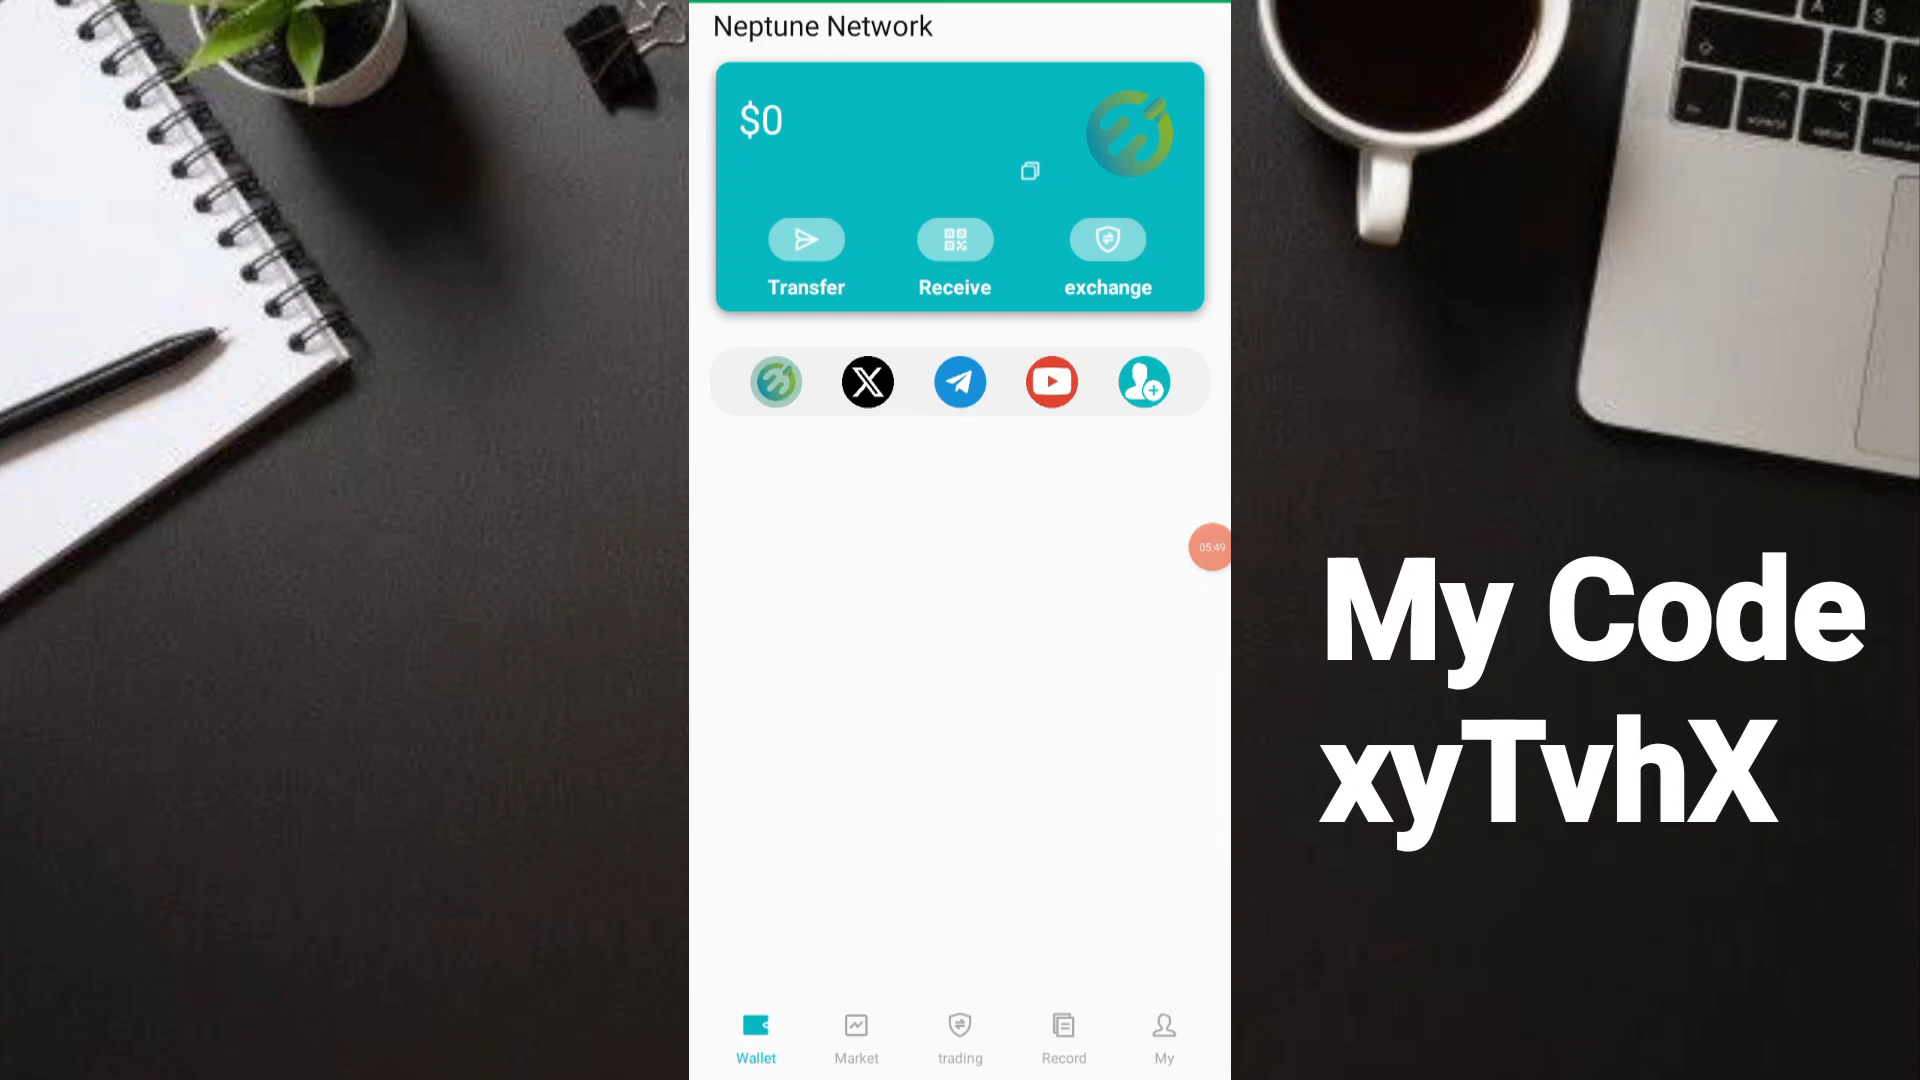 Neptune Network
$0
Transfer
Receive
exchange
05:49
My Code
xyTvhX
Wallet
Market
trading
Record
My
A
S
Z
X